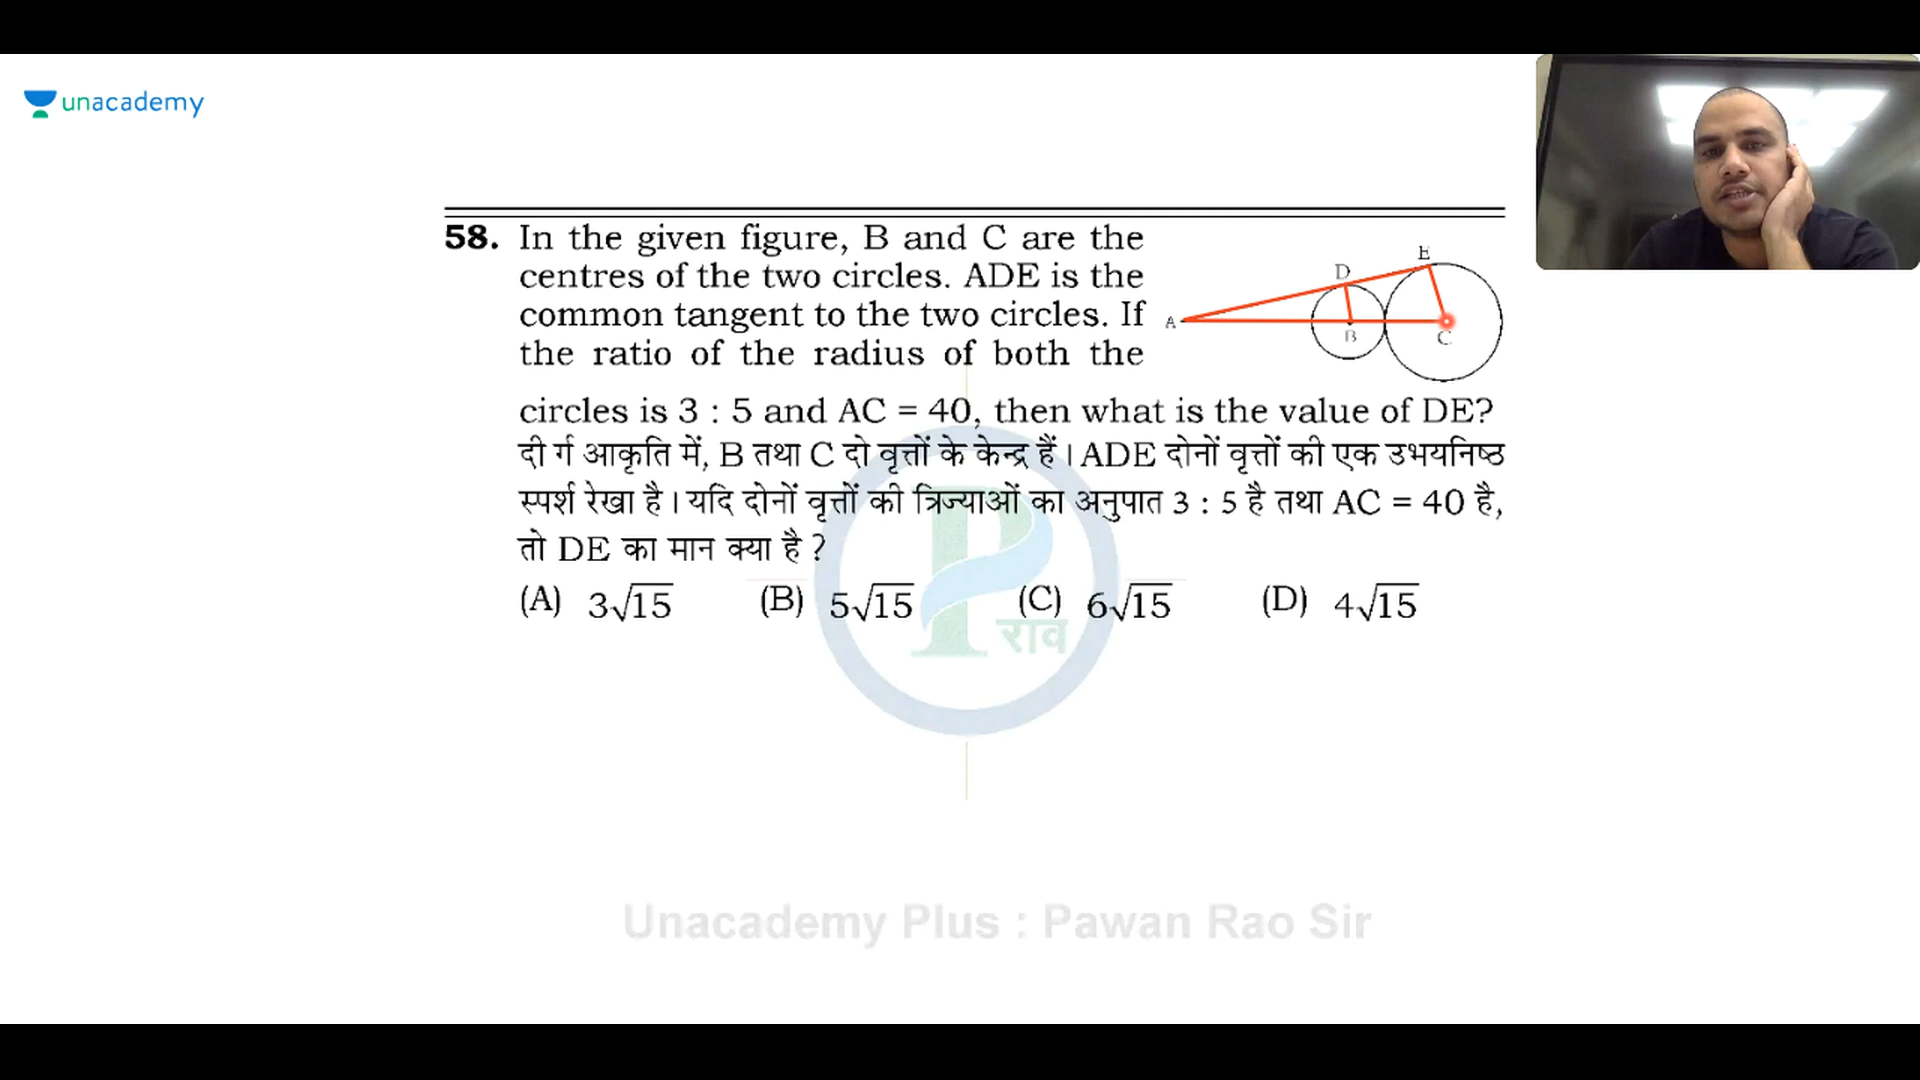 unacademy
58. In the given figure, B and C are the
centres of the two circles. ADE is the
common tangent to the two circles. If
the ratio of the radius of both the
circles is 3 : 5 and AC = 40, then what is the value of DE?
दी र्ग आकृति में, B तथा C दो वृत्तों के केन्द्र हैं। ADE दोनों वृत्तों की एक उभयनिष्ठ
स्पर्श रेखा है। यदि दोनों वृत्तों की त्रिज्याओं का अनुपात 3 : 5 है तथा AC = 40 है,
तो DE का मान क्या है ?
(A) 3√15 (B) 5√15 (C) 6√15 (D) 4√15
E
D
A
B
C
P
राव
Unacademy Plus : Pawan Rao Sir